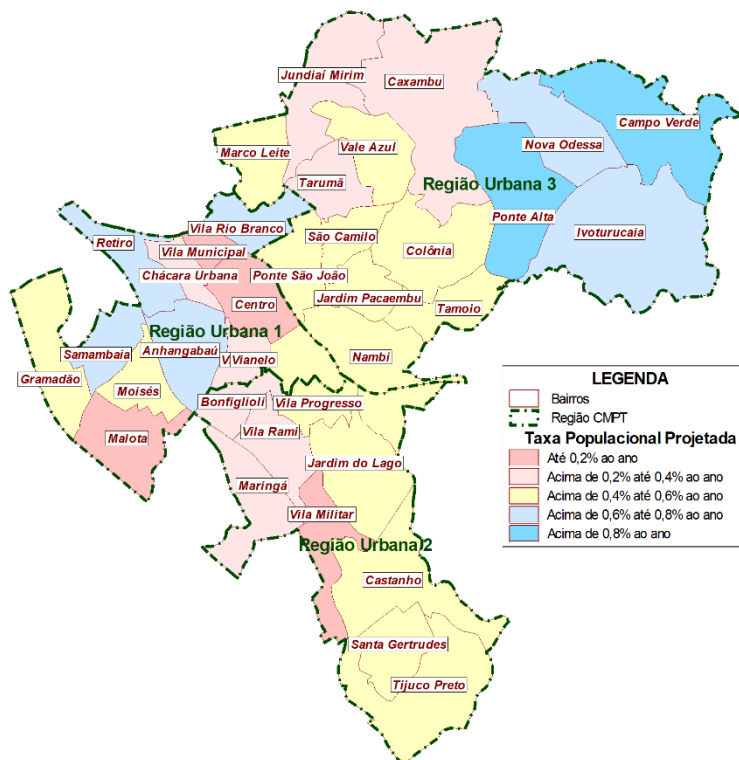 Jundiaí Mirim
Caxambu
Campo Verde
Nova Odessa
Marco Leite
Vale Azul
Tarumã
Região Urbana 3
Ponte Alta
Vila Rio Branco
Ivoturucaia
Retiro
São Camilo
Vila Municipal
Colônia
Chácara Urbana
Ponte São João
Jardim Pacaembu
Centro
Tamoio
Região Urbana 1
Samambaia
Anhangabaú
V Vianelo
Nambi
Gramadão
Moisés
Bonfiglioli
Vila Progresso
Vila Rami
Malota
Jardim do Lago
Maringá
Vila Militar
Região Urbana 2
Castanho
Santa Gertrudes
Tijuco Preto
LEGENDA
Bairros
Região CMPT
Taxa Populacional Projetada
Até 0,2% ao ano
Acima de 0,2% até 0,4% ao ano
Acima de 0,4% até 0,6% ao ano
Acima de 0,6% até 0,8% ao ano
Acima de 0,8% ao ano